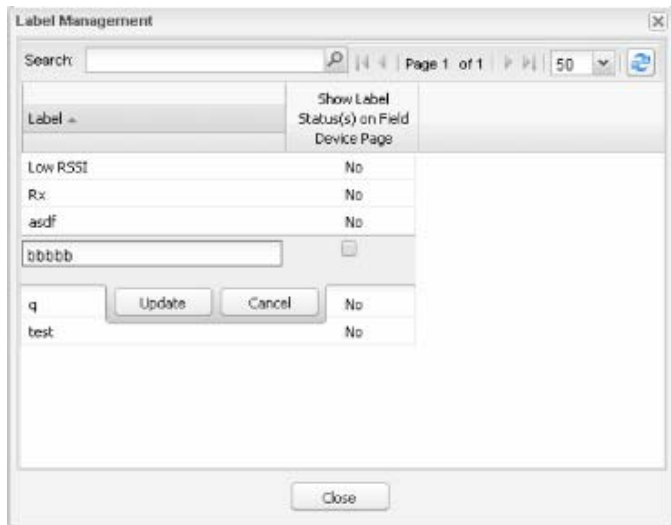 Label Management
Search: Page 1 of 1 50
Label Show Label Status(s) on Field Device Page
Low RSSI No
Rx No
asdf No
bbbbb
Update Cancel
q No
test No
Close